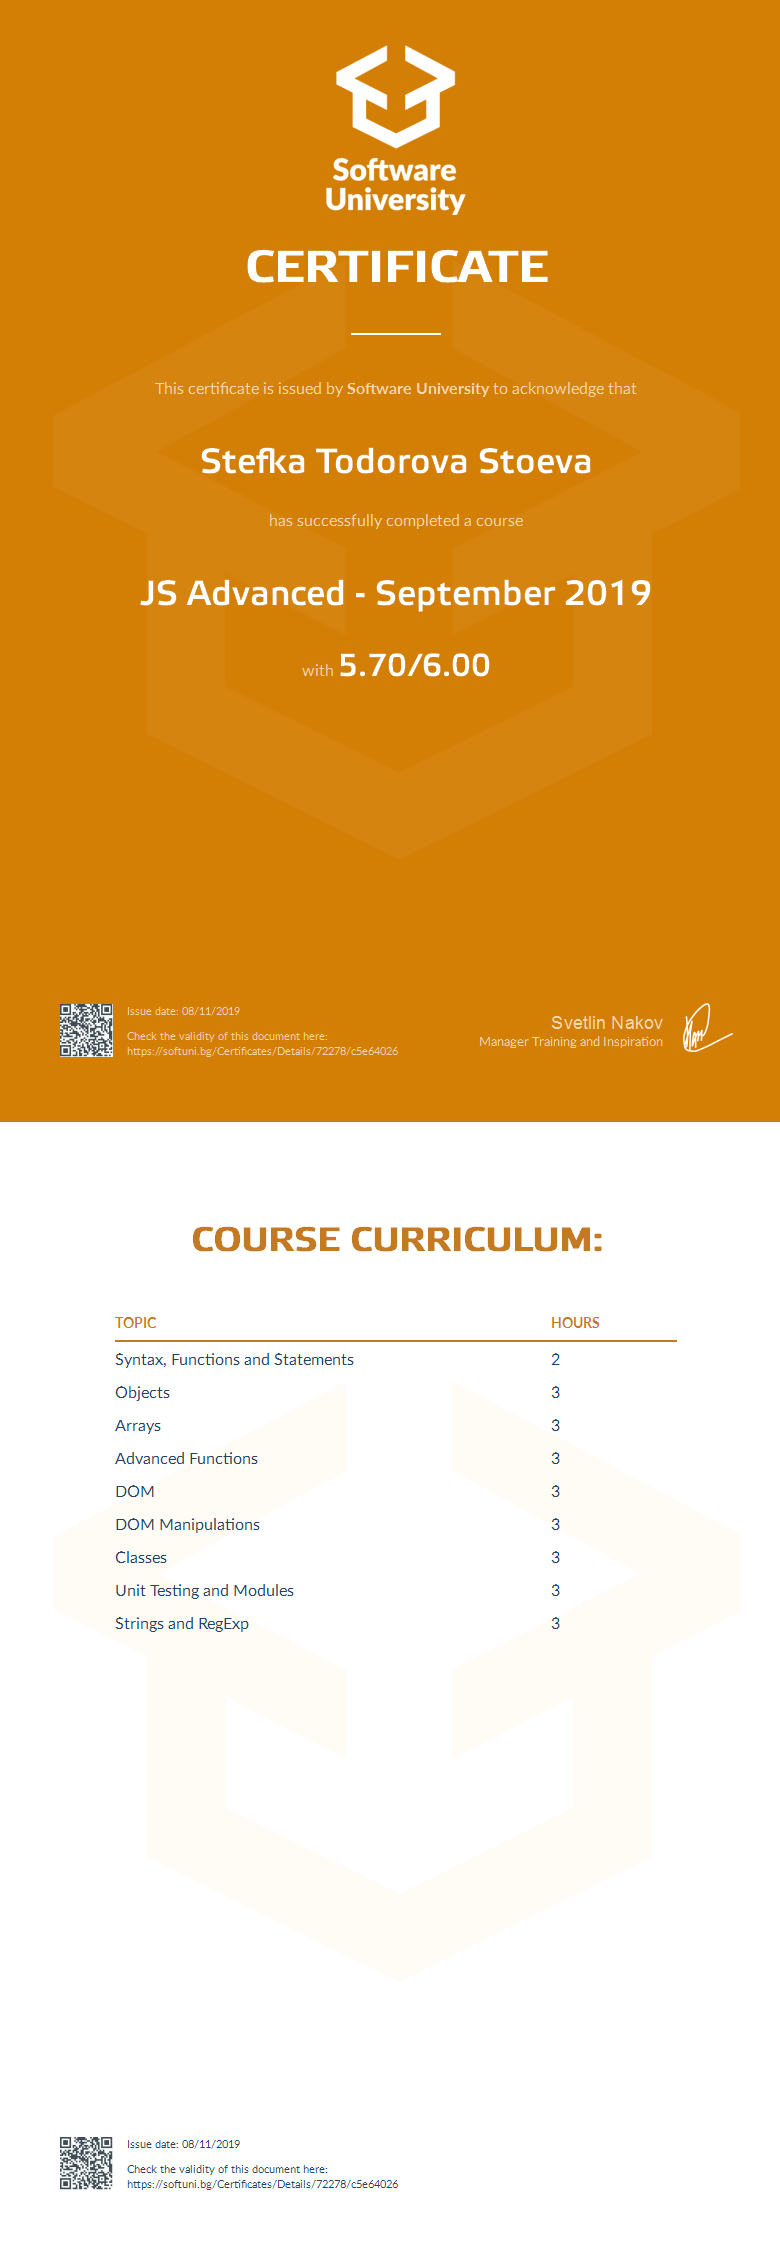 Software
University
CERTIFICATE
This certificate is issued by Software University to acknowledge that
Stefka Todorova Stoeva
has successfully completed a course
JS Advanced - September 2019
with 5.70/6.00
Issue date: 08/11/2019
Check the validity of this document here:
https://softuni.bg/Certificates/Details/72278/c5e64026
Svetlin Nakov
Manager Training and Inspiration
COURSE CURRICULUM:
TOPIC HOURS
Syntax, Functions and Statements 2
Objects 3
Arrays 3
Advanced Functions 3
DOM 3
DOM Manipulations 3
Classes 3
Unit Testing and Modules 3
Strings and RegExp 3
Issue date: 08/11/2019
Check the validity of this document here:
https://softuni.bg/Certificates/Details/72278/c5e64026